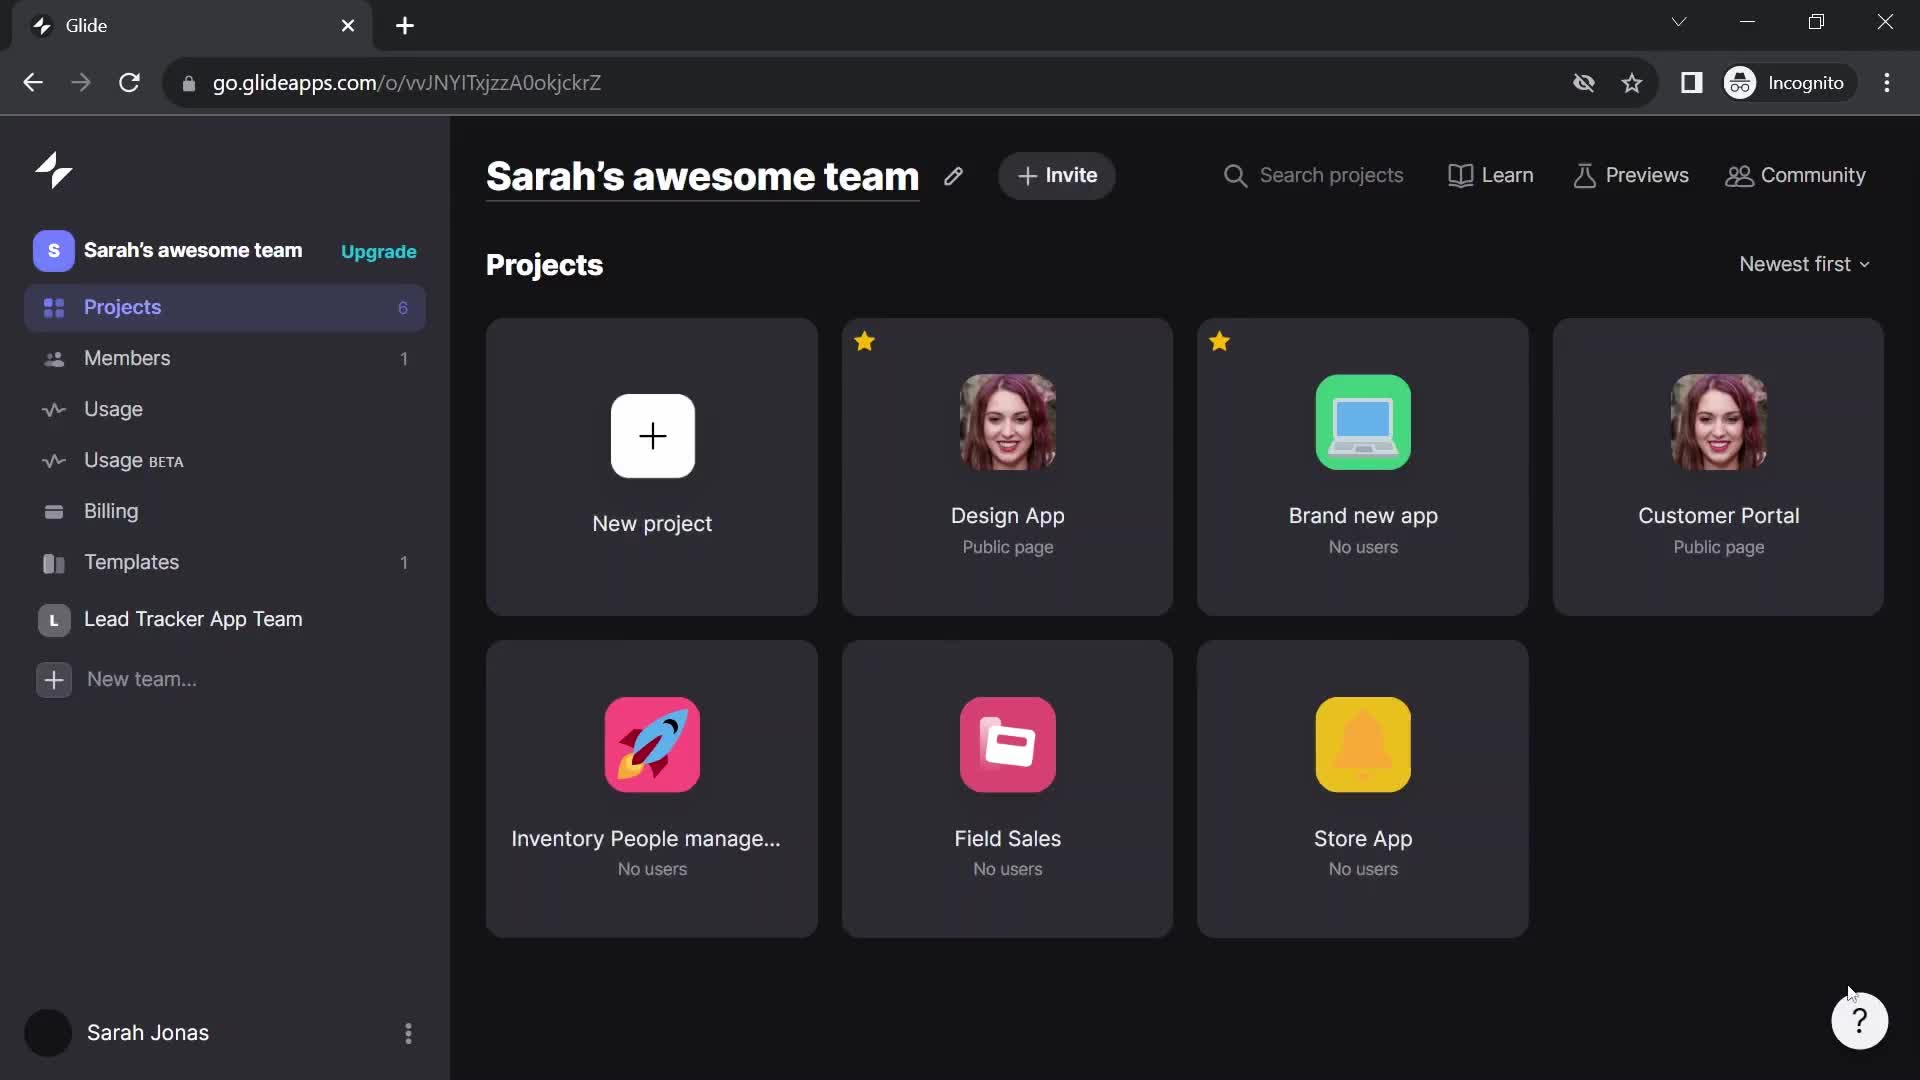 Glide
go.glideapps.com/o/vvJNYITxjzzA0okjckrZ
Incognito
Sarah's awesome team
Invite
Search projects
Learn
Previews
Community
S
Sarah's awesome team
Upgrade
Projects
6
Members
1
Usage
Usage BETA
Billing
Templates
1
L
Lead Tracker App Team
New team...
Sarah Jonas
Projects
Newest first
New project
Design App
Public page
Brand new app
No users
Customer Portal
Public page
Inventory People manage...
No users
Field Sales
No users
Store App
No users
?